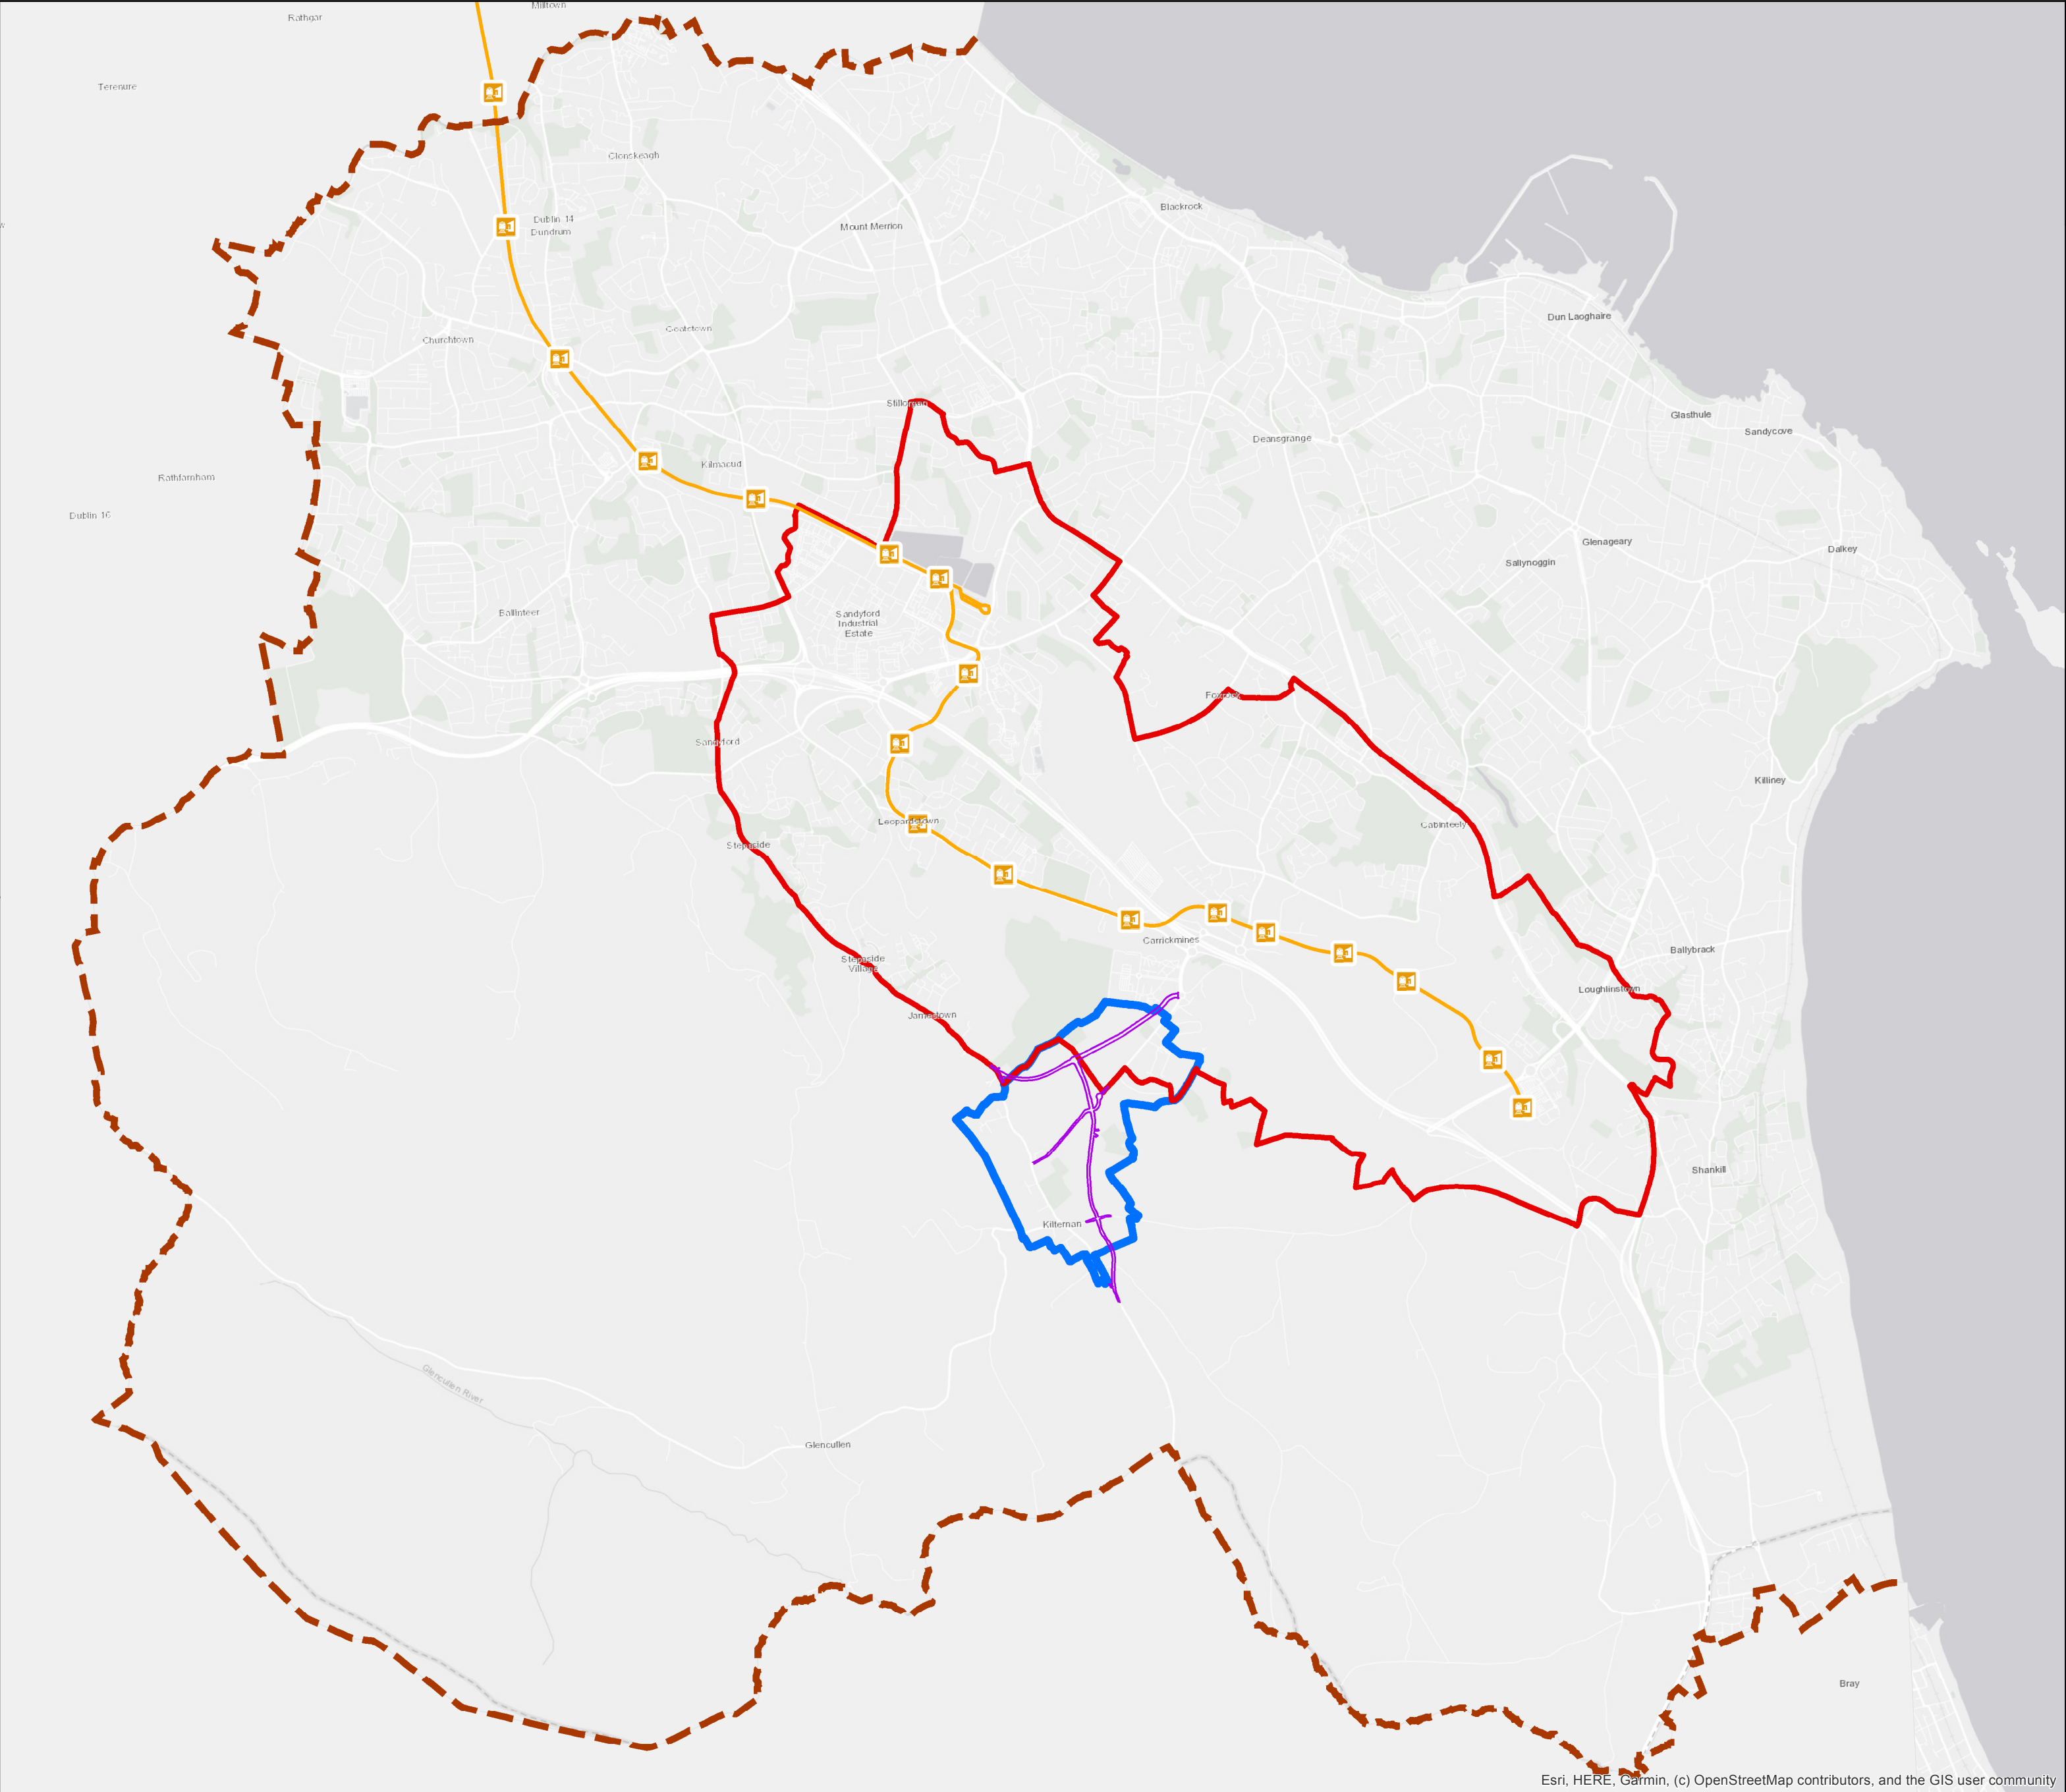 Milltown
Rathgar
Terenure
Clonskeagh
Blackrock
Dublin 14
Dundrum
Mount Merrion
Dun Laoghaire
Goatstown
Churchtown
Stillorgan
Glasthule
Sandycove
Deansgrange
Kilmacud
Rathfarnham
Dublin 16
Glenageary
Dalkey
Sallynoggin
Ballinteer
Sandyford
Industrial
Estate
Foxrock
Sandyford
Killiney
Leopardstown
Cabinteely
Stepaside
Carrickmines
Ballybrack
Stepaside
Village
Loughlinstown
Jamestown
Shankill
Kilternan
Glencullen River
Glencullen
Bray
Esri, HERE, Garmin, (c) OpenStreetMap contributors, and the GIS user community